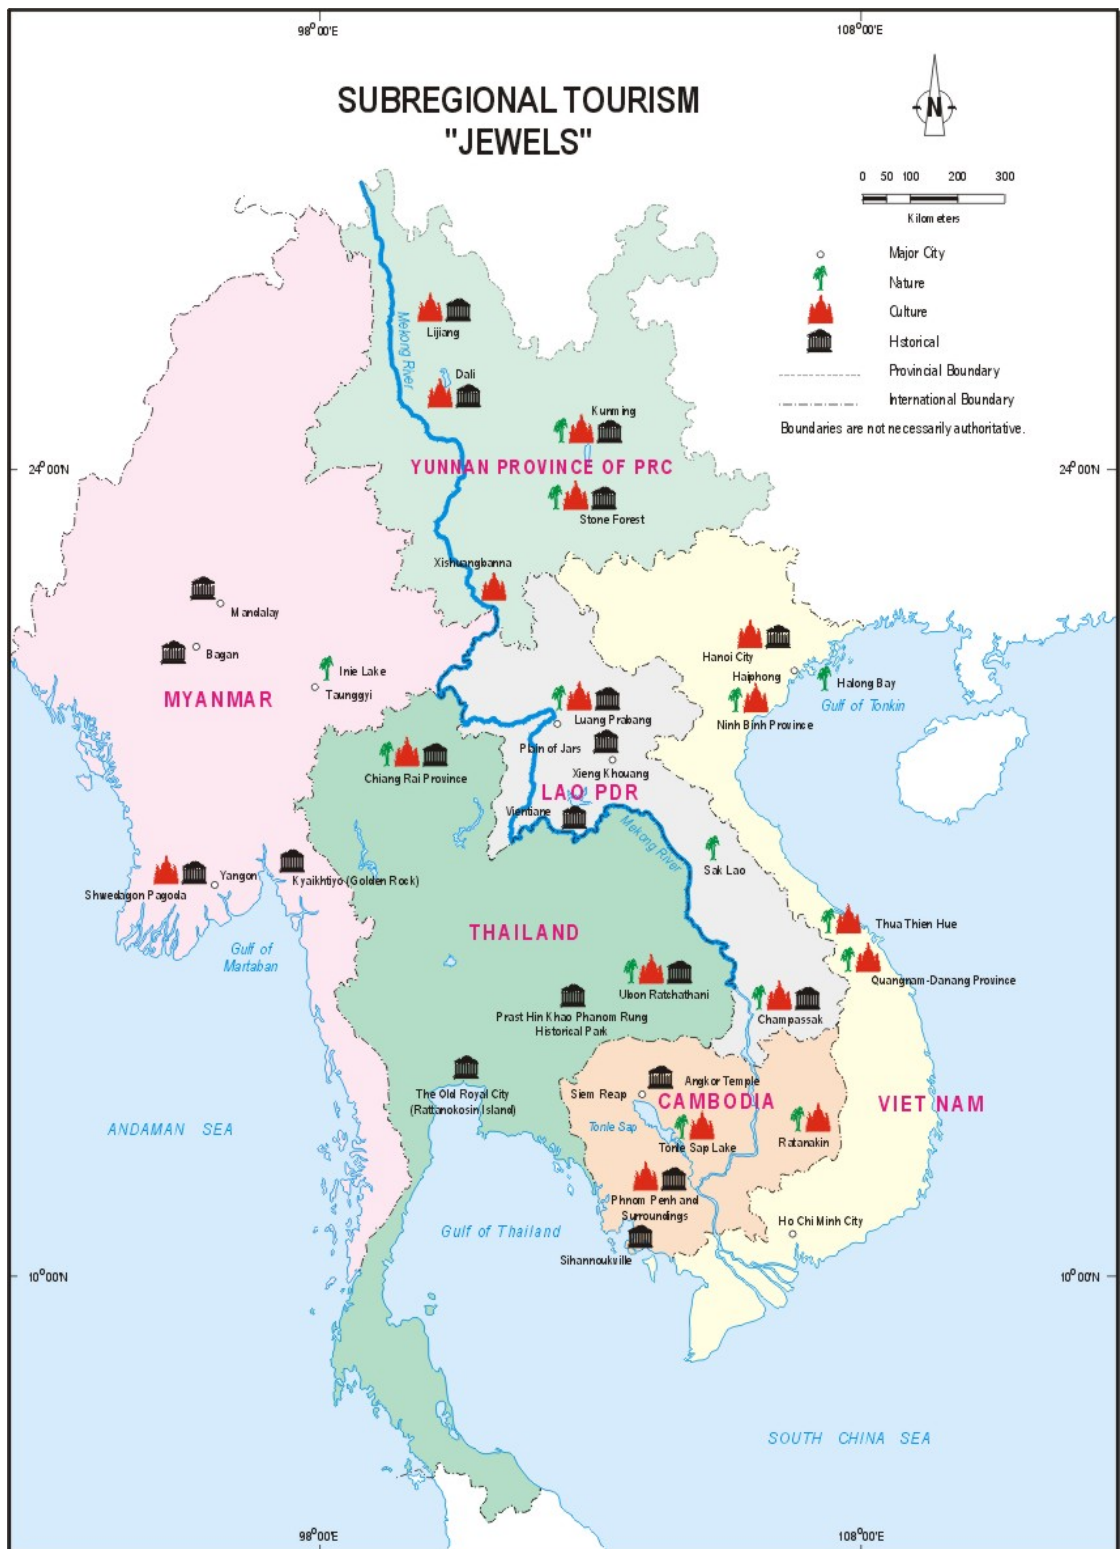 98°00'E
108°00'E
SUBREGIONAL TOURISM
"JEWELS"
N
0 50 100 200 300
Kilometers
Major City
Nature
Culture
Hstorical
Provincial Boundary
International Boundary
Boundaries are not necessarily authoritative.
Mekong River
Lijiang
Dali
Kunming
24°00'N
YUNNAN PROVINCE OF PRC
24°00'N
Stone Forest
Xishuangbanna
Mandalay
Bagan
Inie Lake
Taunggyi
MYANMAR
Hanoi City
Haiphong
Halong Bay
Gulf of Tonkin
Ninh Binh Province
Luang Prabang
Plain of Jars
Xieng Khouang
LAO PDR
Chiang Rai Province
Vientiane
Mekong River
Sak Lao
Shwedagon Pagoda
Yangon
Kyaikhtiyo (Golden Rock)
Gulf of
Martaban
THAILAND
Thua Thien Hue
Quangnam-Danang Province
Ubon Ratchathani
Prast Hin Khao Phanom Rung
Historical Park
Champassak
The Old Royal City
(Rattanokosin Island)
Siem Reap
Angkor Temple
CAMBODIA
VIET NAM
ANDAMAN SEA
Tonle Sap
Tonle Sap Lake
Ratanakin
Phnom Penh and
Surroundings
Gulf of Thailand
Ho Chi Minh City
Sihannoukville
10°00'N
10°00'N
SOUTH CHINA SEA
98°00'E
108°00'E